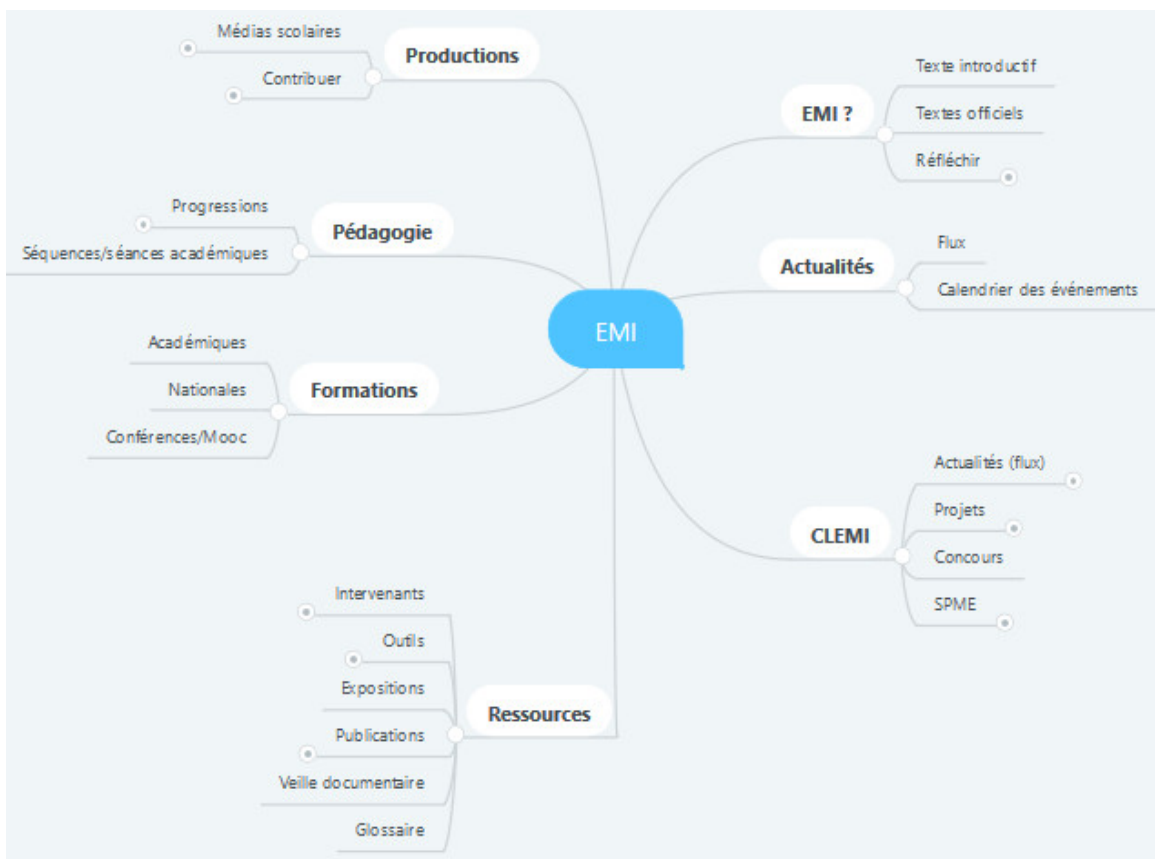 Médias scolaires
Contribuer
Productions
Progressions
Séquences/séances académiques
Pédagogie
Académiques
Nationales
Conférences/Mooc
Formations
Intervenants
Outils
Expositions
Publications
Veille documentaire
Glossaire
Ressources
EMI
EMI ?
Texte introductif
Textes officiels
Réfléchir
Actualités
Flux
Calendrier des événements
CLEMI
Actualités (flux)
Projets
Concours
SPME